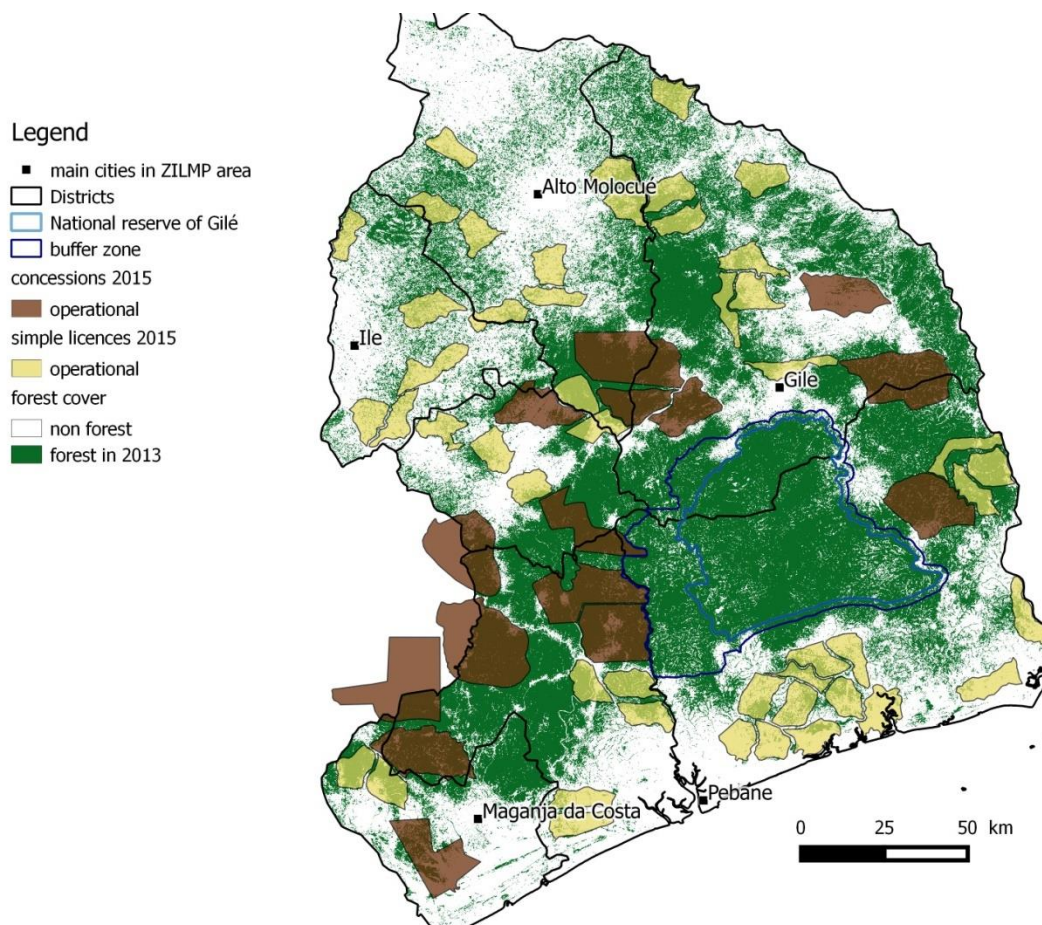 Legend
main cities in ZILMP area
Districts
National reserve of Gilé
buffer zone
concessions 2015
operational
simple licences 2015
operational
forest cover
non forest
forest in 2013
Alto Molocué
Ile
Gile
Pebane
Maganja da Costa
0 25 50 km